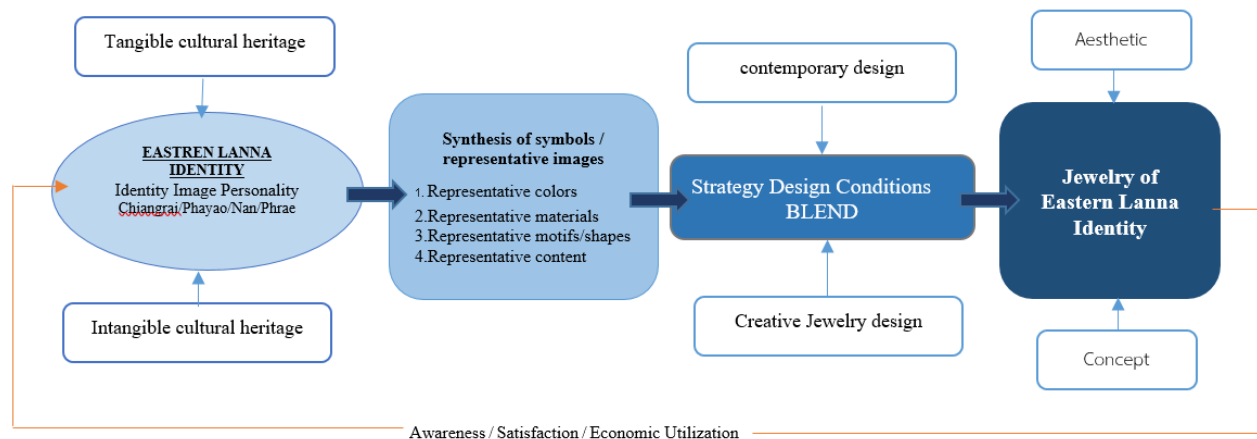 Tangible cultural heritage
EASTREN LANNA
IDENTITY
Identity Image Personality
Chiangrai/Phayao/Nan/Phrae
Intangible cultural heritage
Synthesis of symbols /
representative images
1. Representative colors
2. Representative materials
3.Representative motifs/shapes
4.Representative content
contemporary design
Strategy Design Conditions
BLEND
Creative Jewelry design
Aesthetic
Jewelry of
Eastern Lanna
Identity
Concept
Awareness / Satisfaction / Economic Utilization